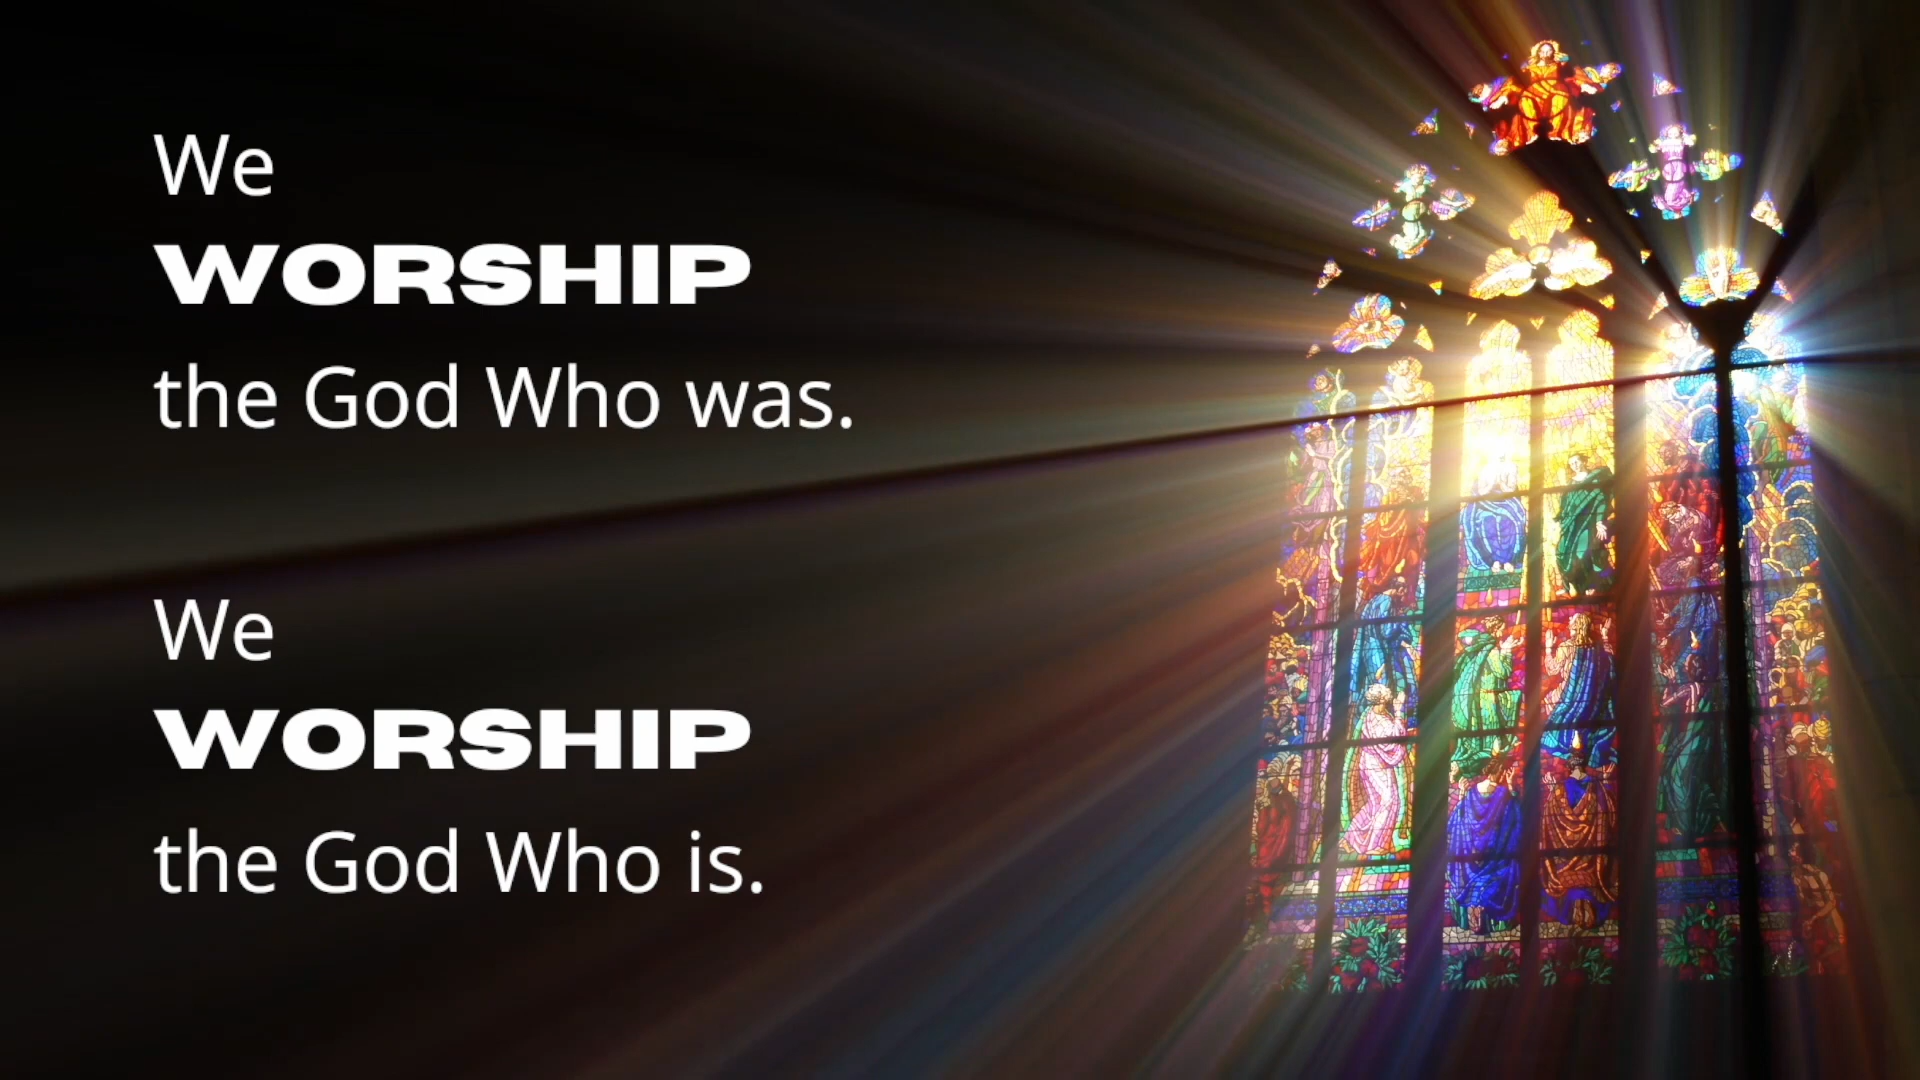 We
WORSHIP
the God Who was.
We
WORSHIP
the God Who is.